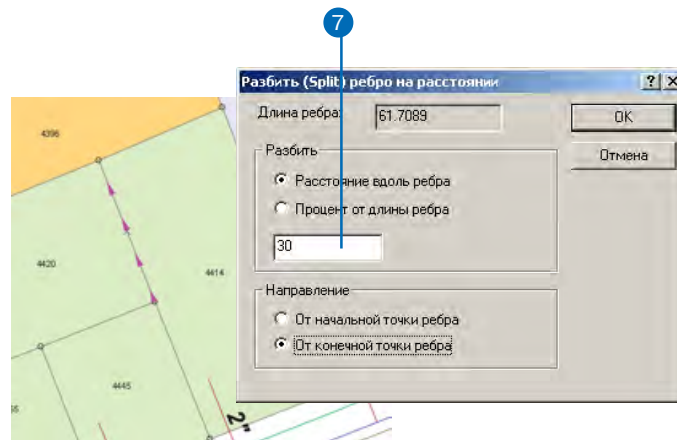 7
Разбить (Split) ребро на расстоянии
Длина ребра: 61.7089
OK
Отмена
Разбить
Расстояние вдоль ребра
Процент от длины ребра
30
Направление
От начальной точки ребра
От конечной точки ребра
4396
4420
4414
4445
2"